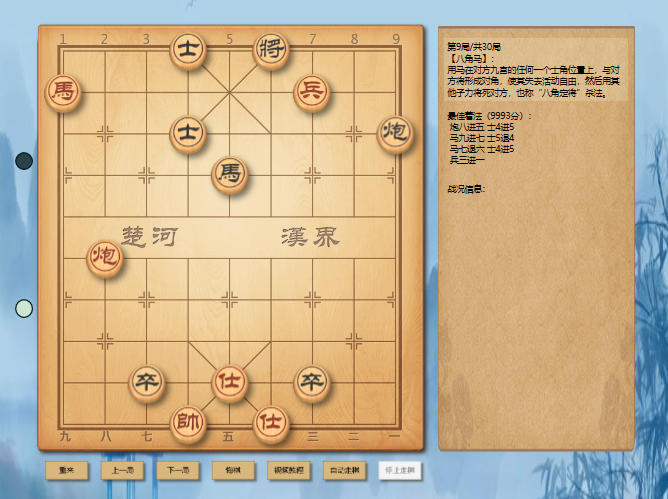 1 2 3 4 5 6 7 8 9
士 將
馬 兵
士 炮
馬
楚河 漢界
炮
卒 仕 卒
帥 仕
九 八 七 六 五 四 三 二 一
重来 上一局 下一局 悔棋 视频教程 自动走棋 停止走棋
第9局/共30局
【八角马】:
用马在对方九宫的任何一个士角位置上，与对
方将形成对角，使其失去活动自由，然后用其
他子力将死对方，也称“八角定将”杀法。
最佳着法（9993分）:
炮八进五 士4进5
马九进七 士5退4
马七退六 士4进5
兵三进一
战况信息: